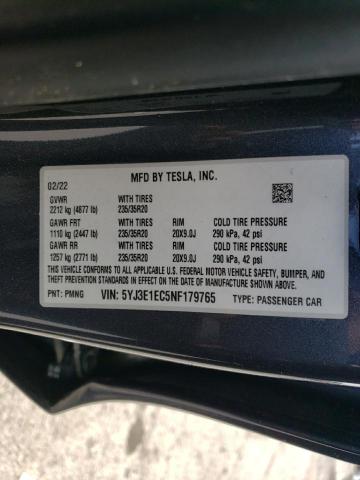 MFD BY TESLA, INC.
02/22
GVWR WITH TIRES
2212 kg (4877 lb) 235/35R20
GAWR FRT WITH TIRES RIM COLD TIRE PRESSURE
1110 kg (2447 lb) 235/35R20 20X9.0J 290 kPa, 42 psi
GAWR RR WITH TIRES RIM COLD TIRE PRESSURE
1257 kg (2771 lb) 235/35R20 20X9.0J 290 kPa, 42 psi
THIS VEHICLE CONFORMS TO ALL APPLICABLE U.S. FEDERAL MOTOR VEHICLE SAFETY, BUMPER, AND
THEFT PREVENTION STANDARDS IN EFFECT ON THE DATE OF MANUFACTURE SHOWN ABOVE.
PNT: PMNG VIN: 5YJ3E1EC5NF179765 TYPE: PASSENGER CAR